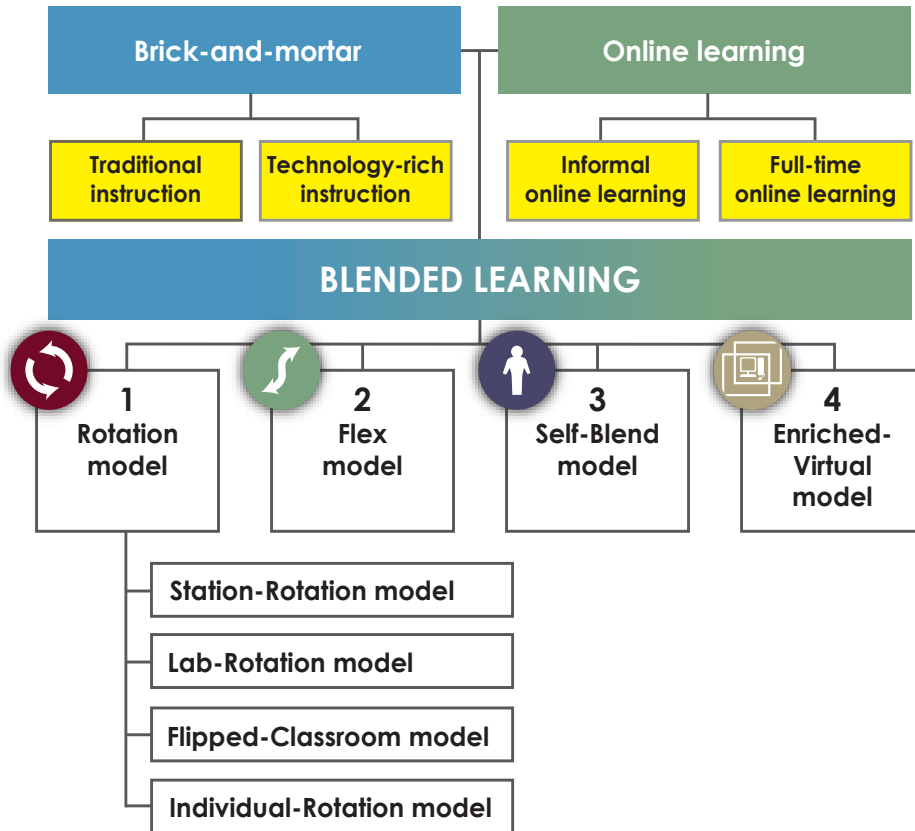 Brick-and-mortar
Online learning
Traditional
instruction
Technology-rich
instruction
Informal
online learning
Full-time
online learning
BLENDED LEARNING
1
Rotation
model
2
Flex
model
3
Self-Blend
model
4
Enriched-
Virtual
model
Station-Rotation model
Lab-Rotation model
Flipped-Classroom model
Individual-Rotation model